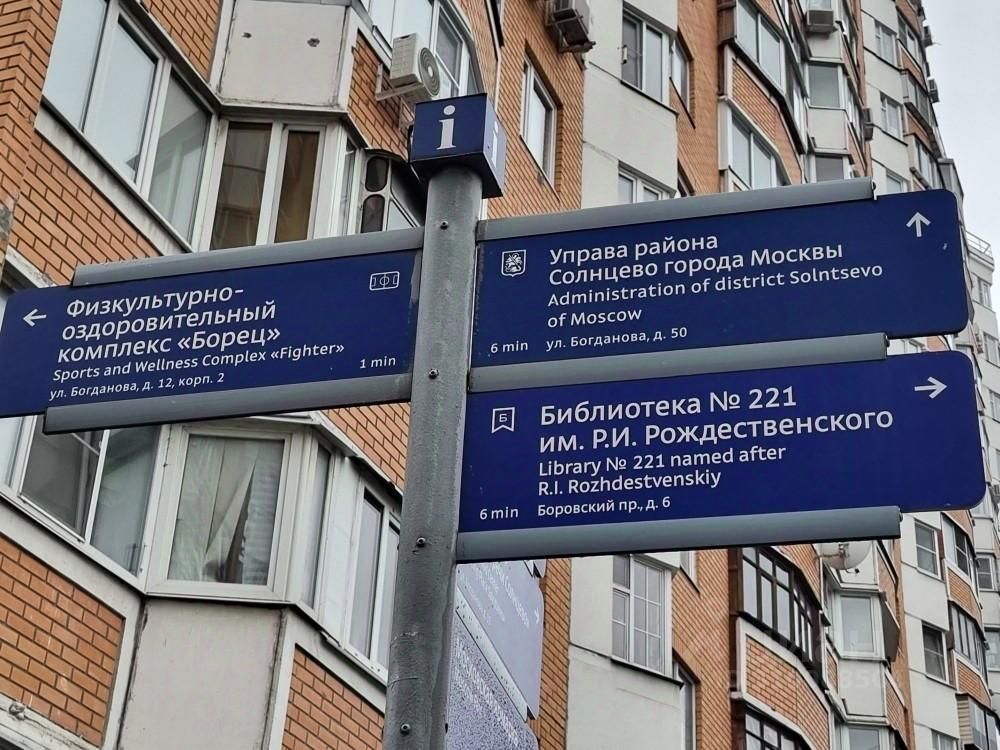 i
←
Физкультурно-
оздоровительный
комплекс «Борец»
Sports and Wellness Complex «Fighter»
1 min
ул. Богданова, д. 12, корп. 2
↑
Управа района
Солнцево города Москвы
Administration of district Solntsevo
of Moscow
6 min
ул. Богданова, д. 50
→
Б
Библиотека № 221
им. Р.И. Рождественского
Library № 221 named after
R.I. Rozhdestvenskiy
6 min
Боровский пр., д. 6